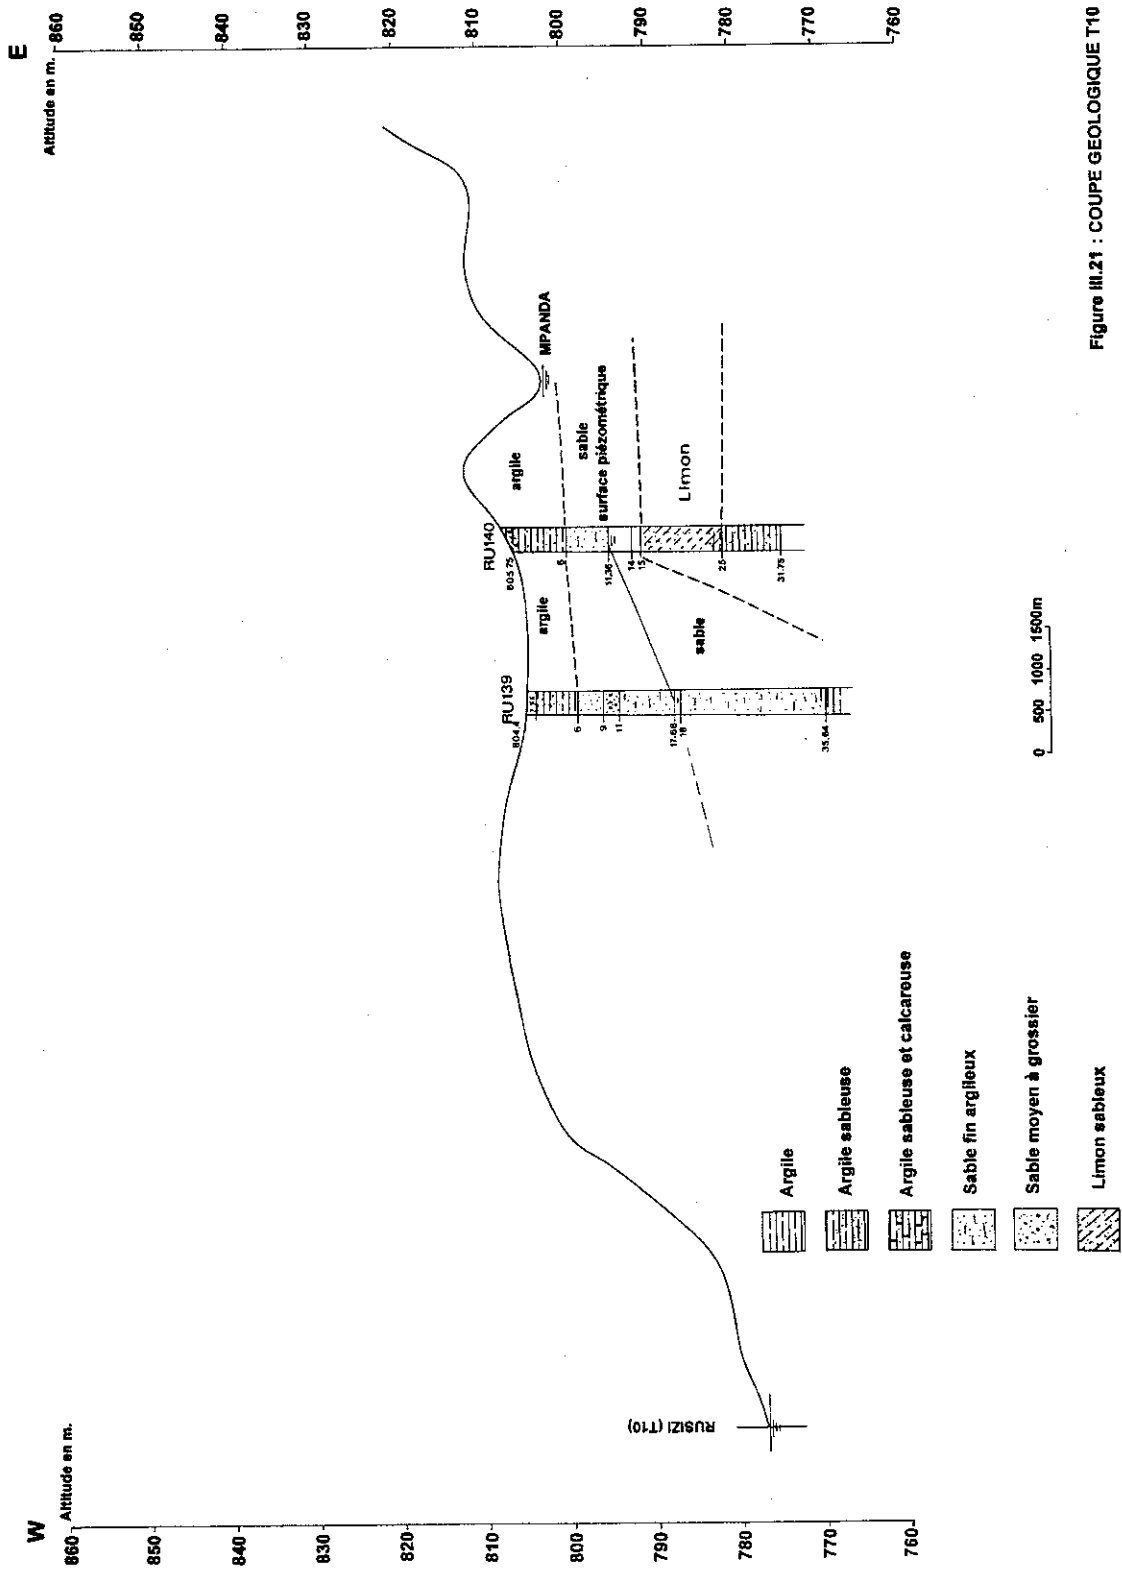 W
E
Altitude en m.
Altitude en m.
860
850
840
830
820
810
800
790
780
770
760
860
850
840
830
820
810
800
790
780
770
760
RUSIZI (T10)
RU139
804.4
6
9
11
17.68
18
35.64
RU140
805.75
6
11.36
14
15
25
31.75
argile
argile
sable
surface piézométrique
sable
Limon
MPANDA
0 500 1000 1500m
Argile
Argile sableuse
Argile sableuse et calcareuse
Sable fin argileux
Sable moyen à grossier
Limon sableux
Figure III.21 : COUPE GEOLOGIQUE T10